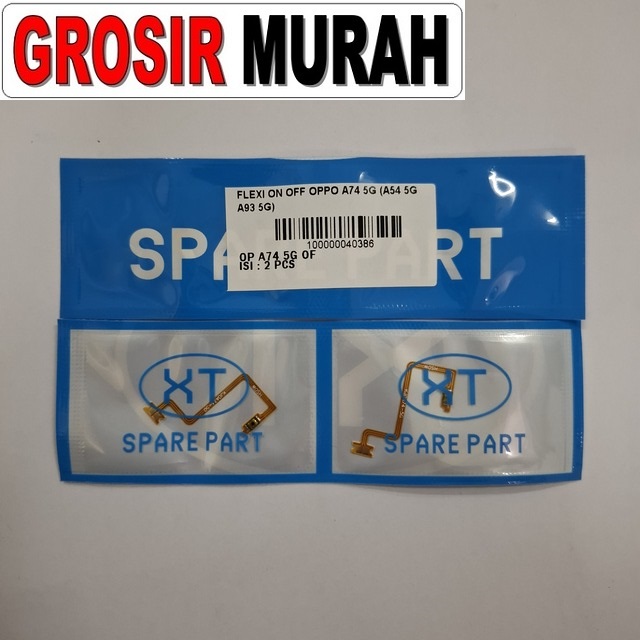 GROSIR MURAH
FLEXI ON OFF OPPO A74 5G (A54 5G
A93 5G)
100000040386
OP A74 5G OF
ISI : 2 PCS
SPARE PART
XT
SPARE PART
XT
SPARE PART